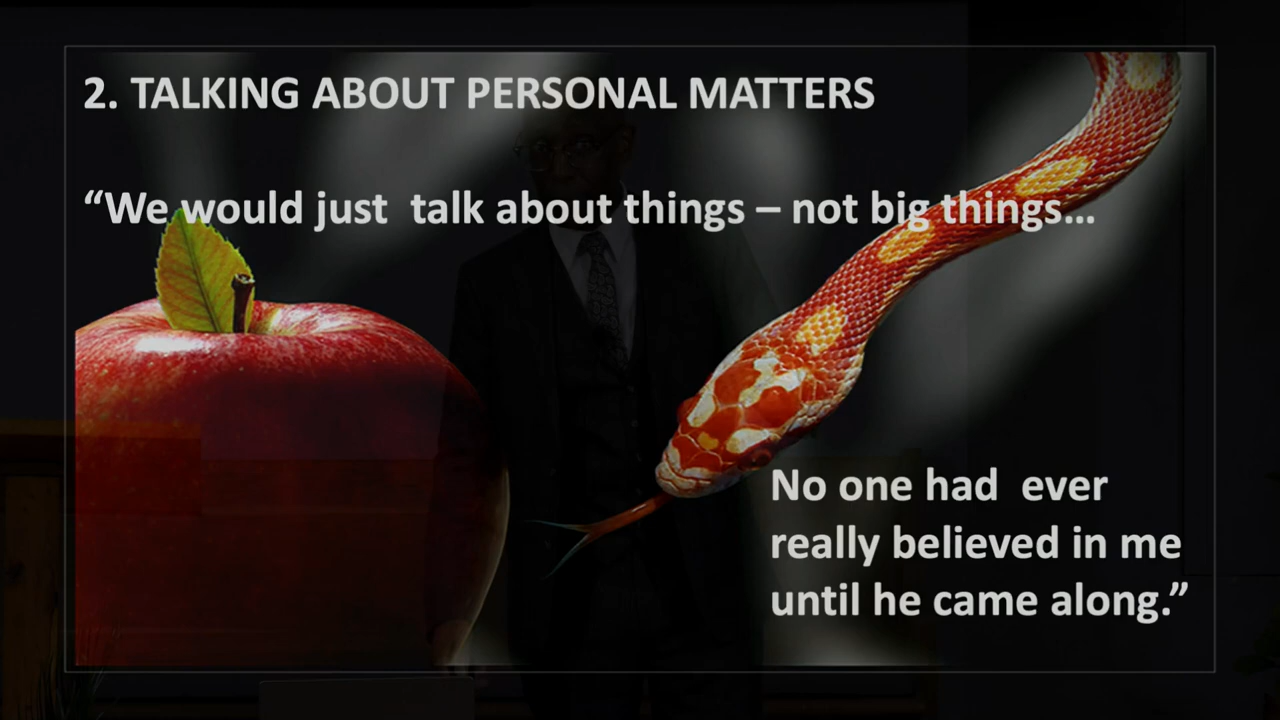 2. TALKING ABOUT PERSONAL MATTERS
“We would just  talk about things – not big things…
No one had  ever
really believed in me
until he came along.”